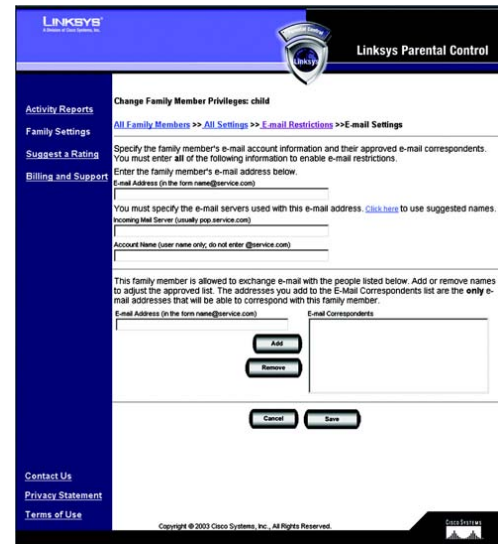 LINKSYS®
A Division of Cisco Systems, Inc.
Parental Control
Linksys
Linksys Parental Control
Activity Reports
Family Settings
Suggest a Rating
Billing and Support
Change Family Member Privileges: child
All Family Members >> All Settings >> E-mail Restrictions >>E-mail Settings
Specify the family member's e-mail account information and their approved e-mail correspondents.
You must enter all of the following information to enable e-mail restrictions.
Enter the family member's e-mail address below.
E-mail Address (in the form name@service.com)
You must specify the e-mail servers used with this e-mail address. Click here to use suggested names.
Incoming Mail Server (usually pop.service.com)
Account Name (user name only; do not enter @service.com)
This family member is allowed to exchange e-mail with the people listed below. Add or remove names
to adjust the approved list. The addresses you add to the E-Mail Correspondents list are the only e-
mail addresses that will be able to correspond with this family member.
E-mail Address (in the form name@service.com)
E-mail Correspondents
Add
Remove
Cancel
Save
Contact Us
Privacy Statement
Terms of Use
Copyright © 2003 Cisco Systems, Inc., All Rights Reserved.
CISCO SYSTEMS